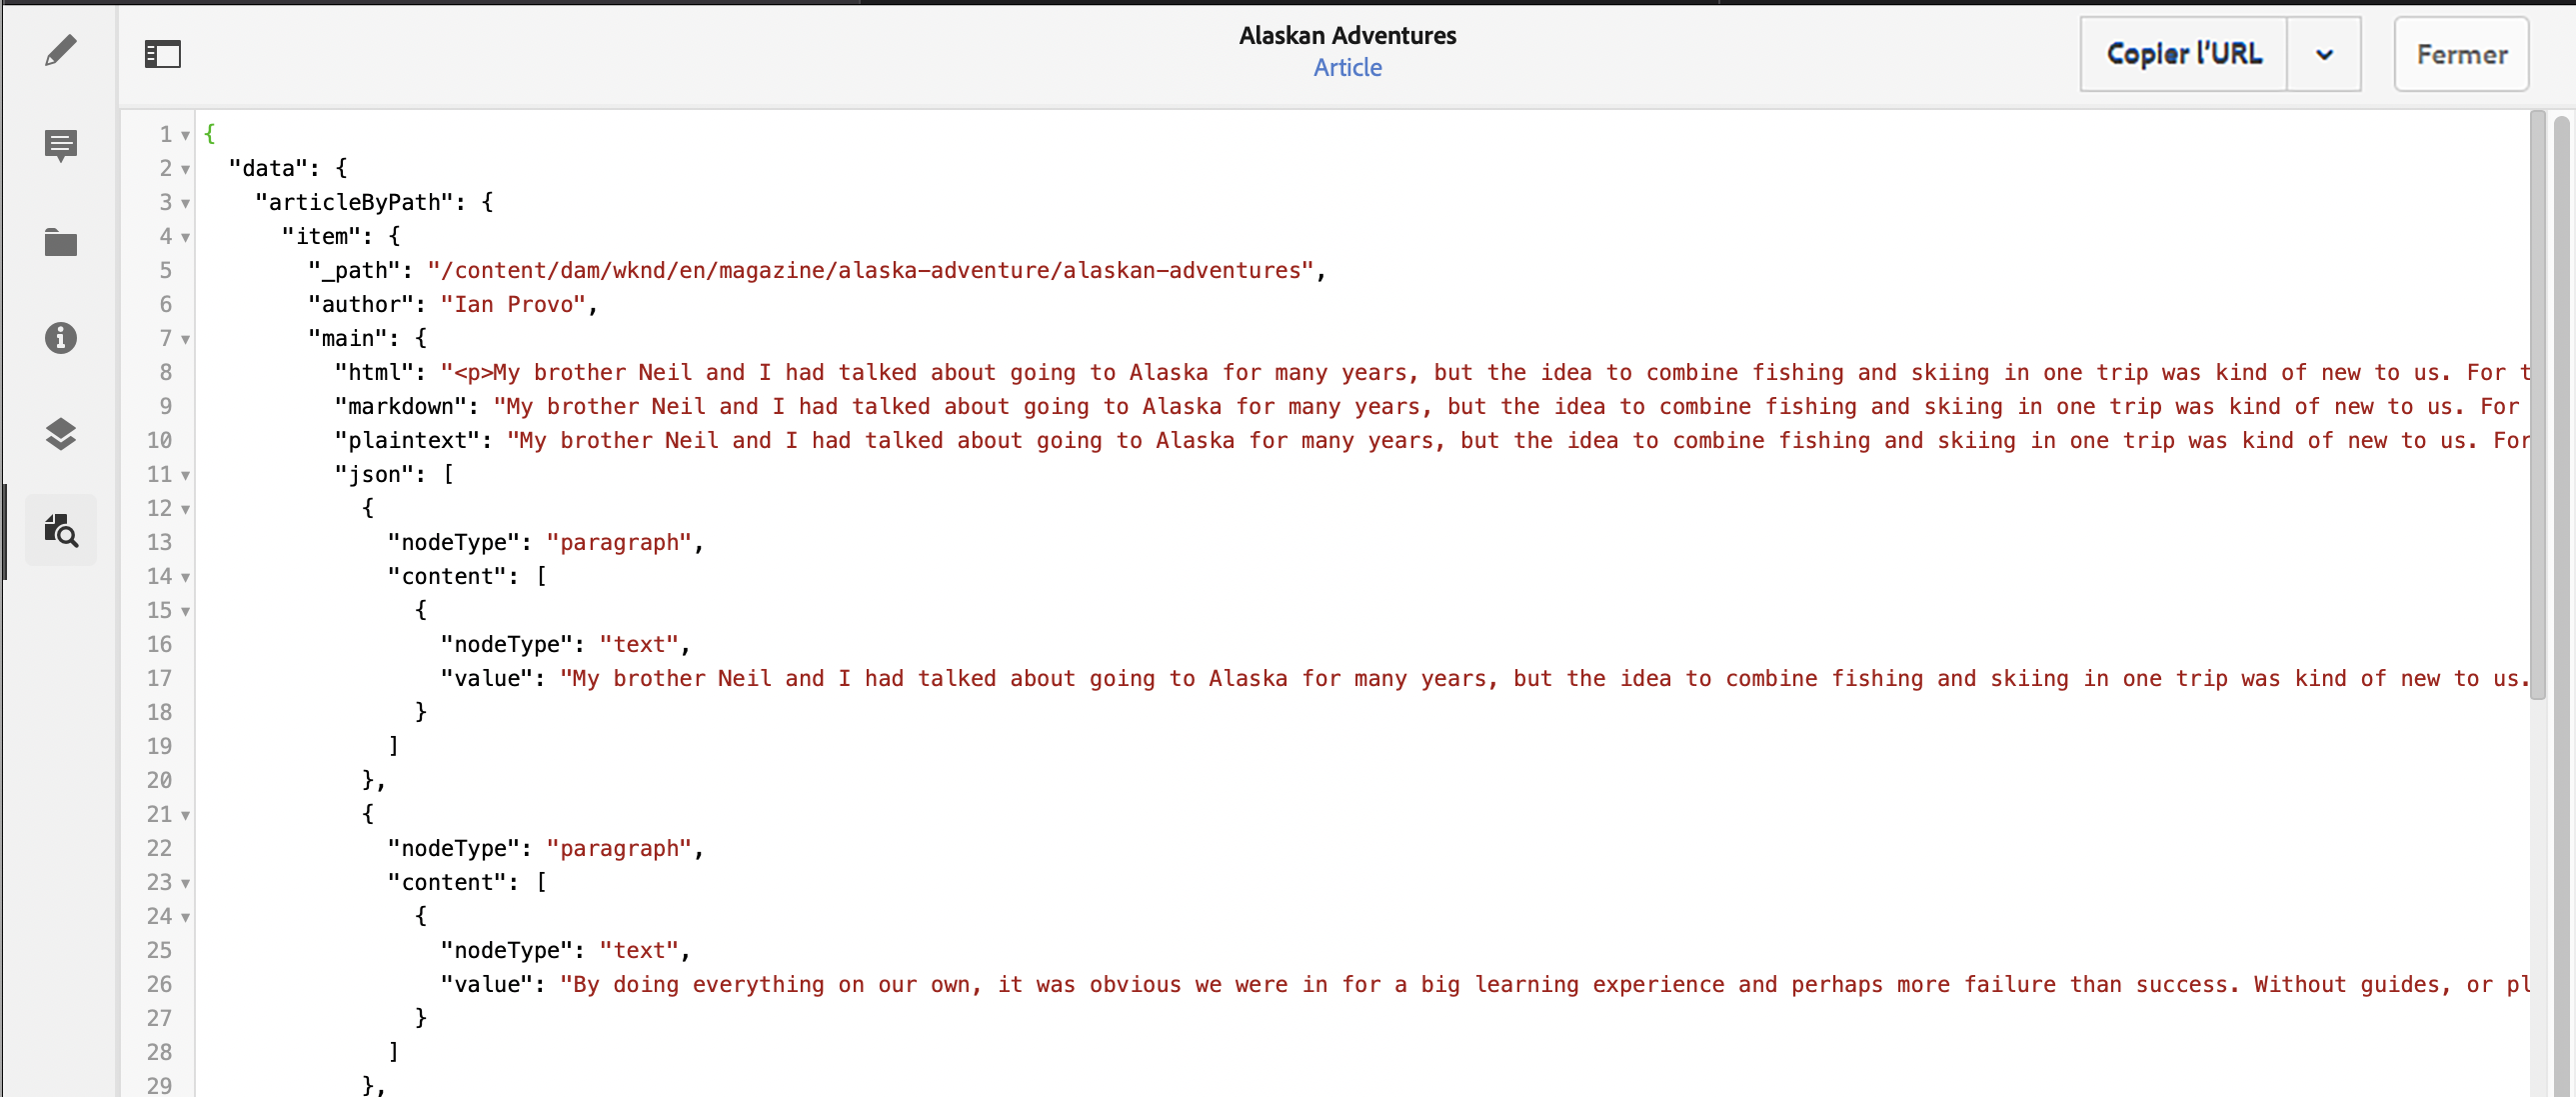 Alaskan Adventures
Article
Copier l'URL
Fermer
1 {
2 "data": {
3 "articleByPath": {
4 "item": {
5 "_path": "/content/dam/wknd/en/magazine/alaska-adventure/alaskan-adventures",
6 "author": "Ian Provo",
7 "main": {
8 "html": "<p>My brother Neil and I had talked about going to Alaska for many years, but the idea to combine fishing and skiing in one trip was kind of new to us. For t
9 "markdown": "My brother Neil and I had talked about going to Alaska for many years, but the idea to combine fishing and skiing in one trip was kind of new to us. For
10 "plaintext": "My brother Neil and I had talked about going to Alaska for many years, but the idea to combine fishing and skiing in one trip was kind of new to us. For
11 "json": [
12 {
13 "nodeType": "paragraph",
14 "content": [
15 {
16 "nodeType": "text",
17 "value": "My brother Neil and I had talked about going to Alaska for many years, but the idea to combine fishing and skiing in one trip was kind of new to us.
18 }
19 ]
20 },
21 {
22 "nodeType": "paragraph",
23 "content": [
24 {
25 "nodeType": "text",
26 "value": "By doing everything on our own, it was obvious we were in for a big learning experience and perhaps more failure than success. Without guides, or pl
27 }
28 ]
29 },